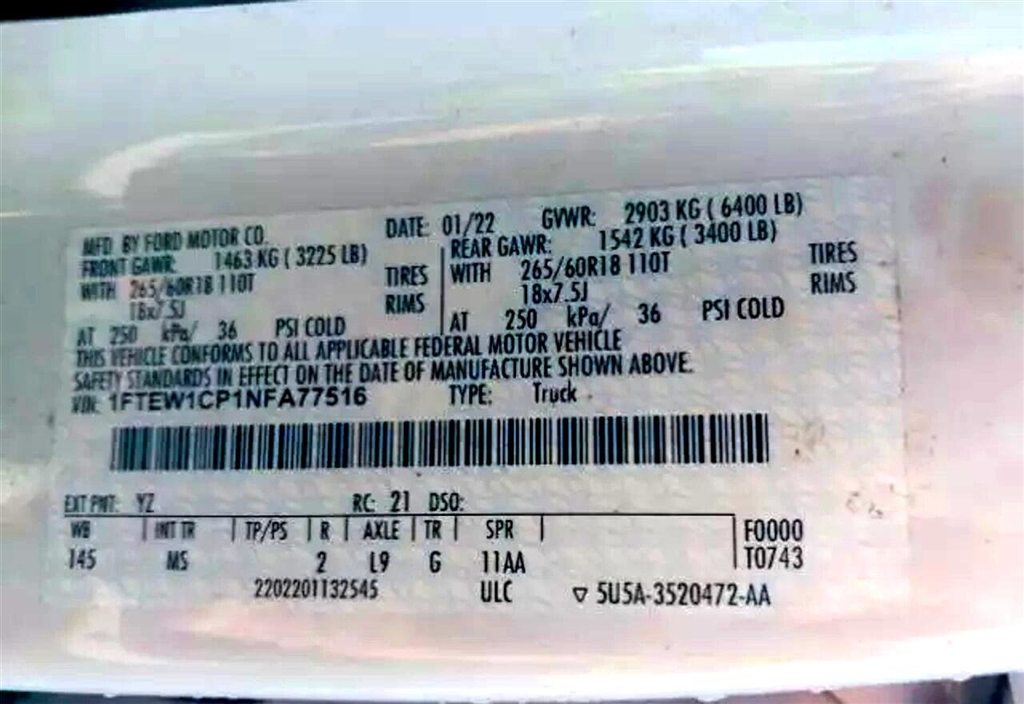 MFD BY FORD MOTOR CO. DATE: 01/22 GVWR: 2903 KG ( 6400 LB)
FRONT GAWR: 1463 KG ( 3225 LB) REAR GAWR: 1542 KG ( 3400 LB)
WITH 265/60R18 110T TIRES WITH 265/60R18 110T TIRES
18x7.5J RIMS 18x7.5J RIMS
AT 250 kPa/ 36 PSI COLD AT 250 kPa/ 36 PSI COLD
THIS VEHICLE CONFORMS TO ALL APPLICABLE FEDERAL MOTOR VEHICLE
SAFETY STANDARDS IN EFFECT ON THE DATE OF MANUFACTURE SHOWN ABOVE.
VIN: 1FTEW1CP1NFA77516 TYPE: Truck
EXT PNT: YZ RC: 21 DSO:
WB INT TR TP/PS R AXLE TR SPR F0000
145 MS 2 L9 G 11AA T0743
2202201132545 ULC ▽ 5U5A-3520472-AA